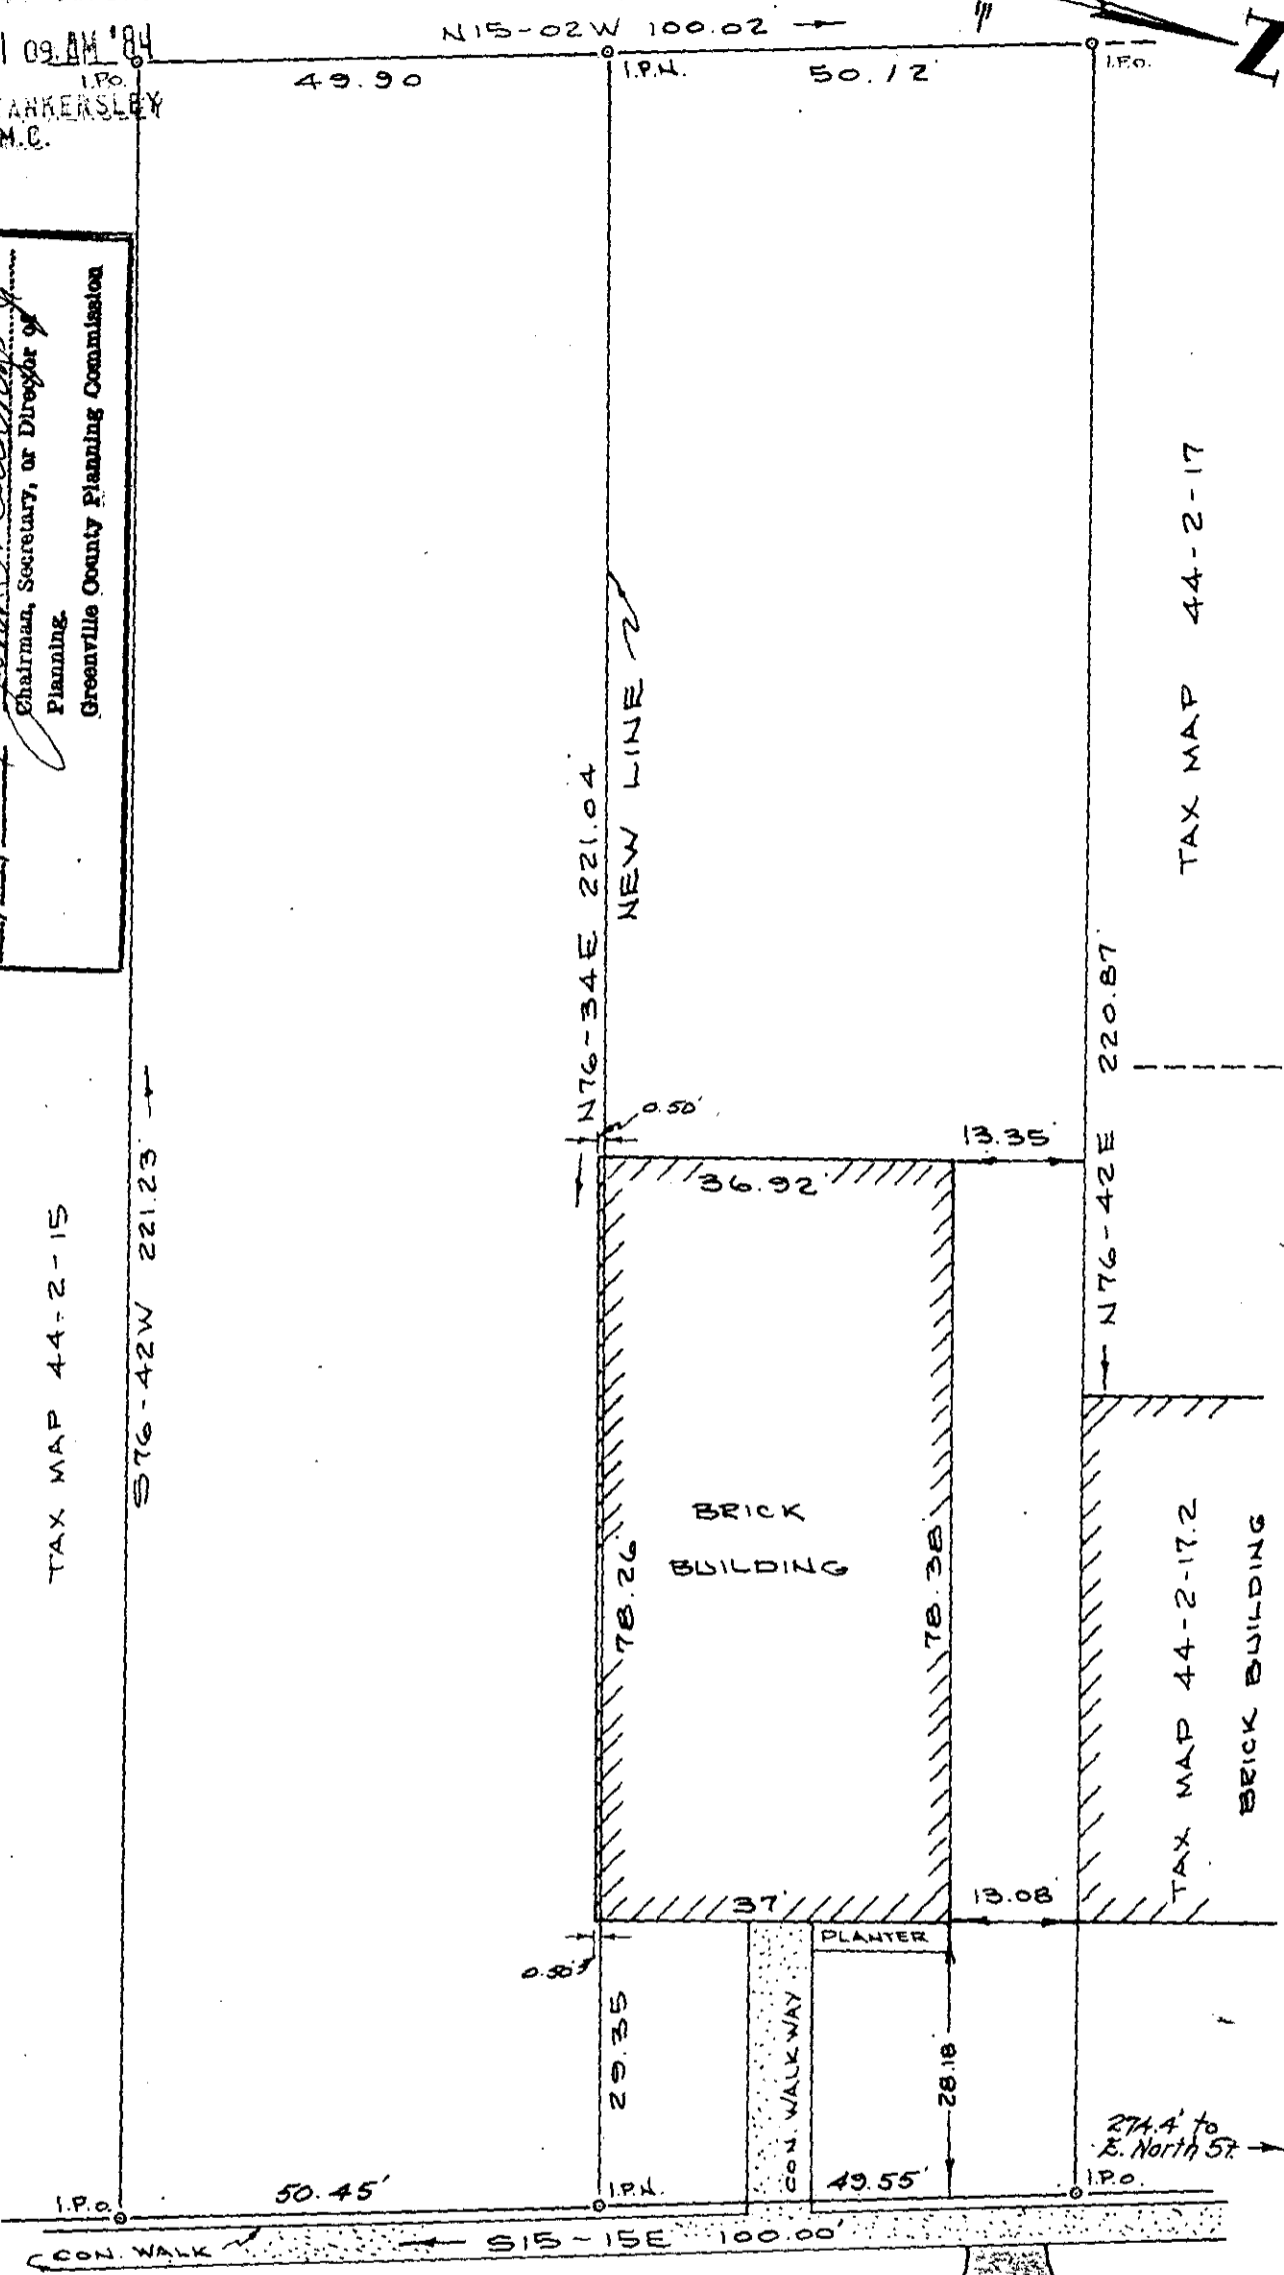 N15-02W 100.02
09 AM '84
I.P.O.
49.90
I.P.N.
50.12'
I.P.O.
N
TANKERSLEY
M.C.
Chairman, Secretary, or Director of
Planning.
Greenville County Planning Commission
NEW LINE
N76-34E 221.04
TAX MAP 44-2-17
N76-42E 220.87'
0.50'
13.35'
36.92'
S76-42W 221.23'
TAX MAP 44-2-15
BRICK
BUILDING
78.26'
78.38'
TAX MAP 44-2-17.2
BRICK BUILDING
37'
13.08'
PLANTER
0.50'
29.35
CON. WALKWAY
28.18
274.4' to
E. North St.
I.P.O.
50.45'
I.P.N.
49.55'
I.P.O.
S15-15E 100.00'
CON. WALK